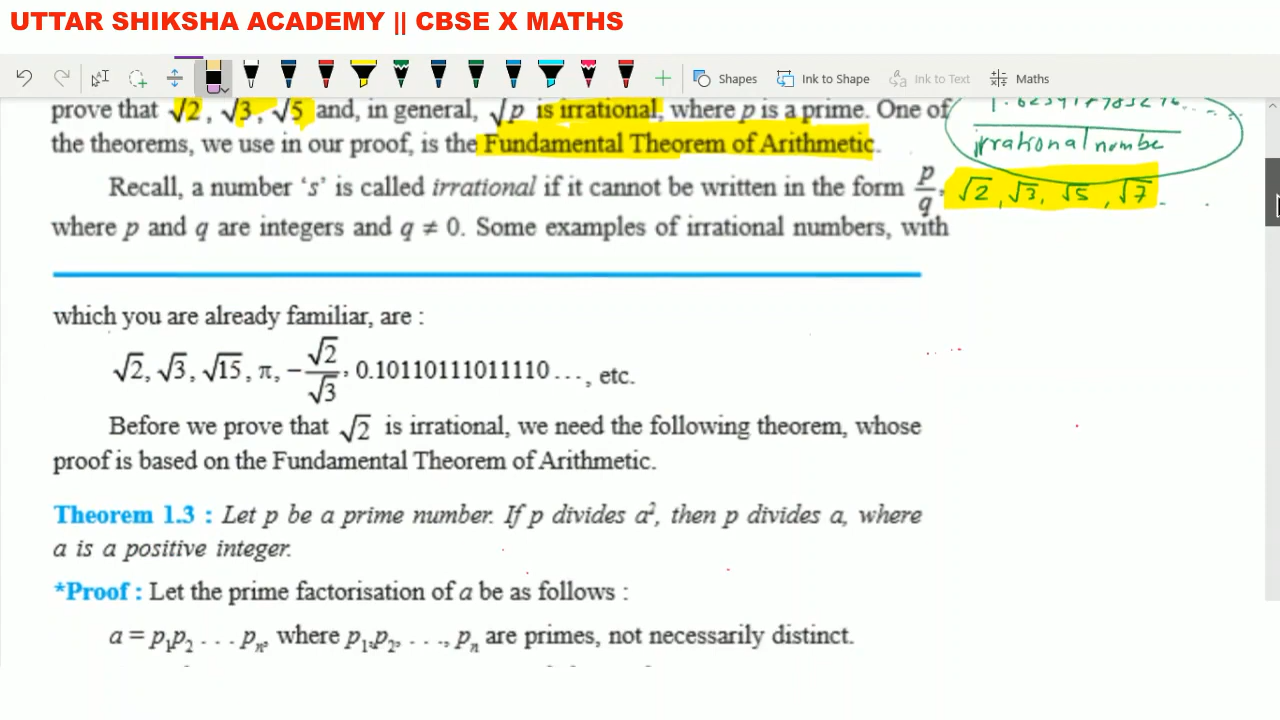 UTTAR SHIKSHA ACADEMY || CBSE X MATHS
Shapes Ink to Shape Ink to Text Maths
prove that √2, √3, √5 and, in general, √p is irrational, where p is a prime. One of
the theorems, we use in our proof, is the Fundamental Theorem of Arithmetic.
irrational numbe
Recall, a number ‘s’ is called irrational if it cannot be written in the form p/q,
√2, √3, √5, √7
where p and q are integers and q ≠ 0. Some examples of irrational numbers, with
which you are already familiar, are :
√2, √3, √15, π, −√2/√3, 0.10110111011110..., etc.
Before we prove that √2 is irrational, we need the following theorem, whose
proof is based on the Fundamental Theorem of Arithmetic.
Theorem 1.3 : Let p be a prime number. If p divides a², then p divides a, where
a is a positive integer.
*Proof : Let the prime factorisation of a be as follows :
a = p₁p₂ . . . pₙ, where p₁,p₂, . . ., pₙ are primes, not necessarily distinct.